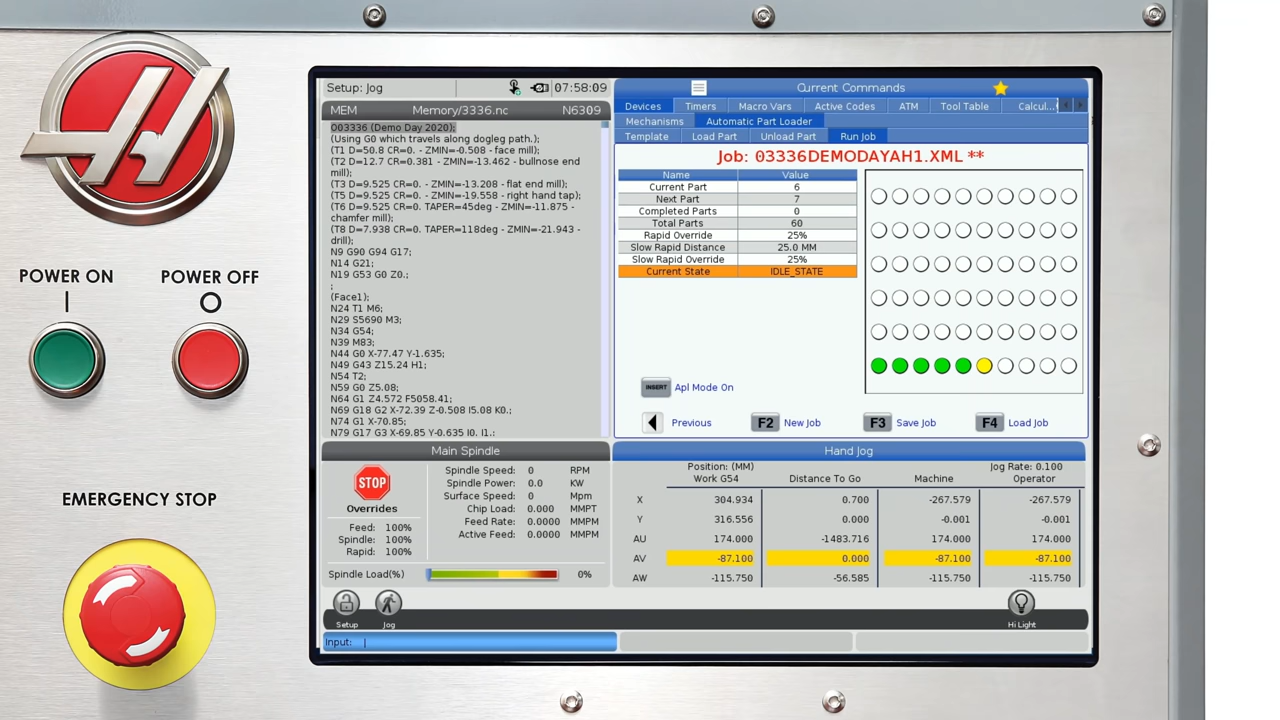 Setup: Jog
07:58:09
MEM Memory/3336.nc N6309
O03336 (Demo Day 2020);
(Using G0 which travels along dogleg path.);
(T1 D=50.8 CR=0. - ZMIN=-0.508 - face mill);
(T2 D=12.7 CR=0.381 - ZMIN=-13.462 - bullnose end
mill);
(T3 D=9.525 CR=0. - ZMIN=-13.208 - flat end mill);
(T5 D=9.525 CR=0. - ZMIN=-19.558 - right hand tap);
(T6 D=9.525 CR=0. TAPER=45deg - ZMIN=-11.875 -
chamfer mill);
(T8 D=7.938 CR=0. TAPER=118deg - ZMIN=-21.943 -
drill);
N9 G90 G94 G17;
N14 G21;
N19 G53 G0 Z0.;
;
(Face1);
N24 T1 M6;
N29 S5690 M3;
N34 G54;
N39 M83;
N44 G0 X-77.47 Y-1.635;
N49 G43 Z15.24 H1;
N54 T2;
N59 G0 Z5.08;
N64 G1 Z4.572 F5058.41;
N69 G18 G2 X-72.39 Z-0.508 I5.08 K0.;
N74 G1 X-70.85;
N79 G17 G3 X-69.85 Y-0.635 I0. J1.;
Current Commands
Devices Timers Macro Vars Active Codes ATM Tool Table Calcul...
Mechanisms Automatic Part Loader
Template Load Part Unload Part Run Job
Job: 03336DEMODAYAH1.XML **
Name Value
Current Part 6
Next Part 7
Completed Parts 0
Total Parts 60
Rapid Override 25%
Slow Rapid Distance 25.0 MM
Slow Rapid Override 25%
Current State IDLE_STATE
INSERT Apl Mode On
Previous F2 New Job F3 Save Job F4 Load Job
POWER ON POWER OFF
EMERGENCY STOP
Main Spindle
STOP
Overrides
Feed: 100%
Spindle: 100%
Rapid: 100%
Spindle Speed: 0 RPM
Spindle Power: 0.0 KW
Surface Speed: 0 Mpm
Chip Load: 0.000 MMPT
Feed Rate: 0.0000 MMPM
Active Feed: 0.0000 MMPM
Spindle Load(%) 0%
Hand Jog
Position: (MM) Jog Rate: 0.100
Work G54 Distance To Go Machine Operator
X 304.934 0.700 -267.579 -267.579
Y 316.556 0.000 -0.001 -0.001
AU 174.000 -1483.716 174.000 174.000
AV -87.100 0.000 -87.100 -87.100
AW -115.750 -56.585 -115.750 -115.750
Setup Jog Hi Light
Input: